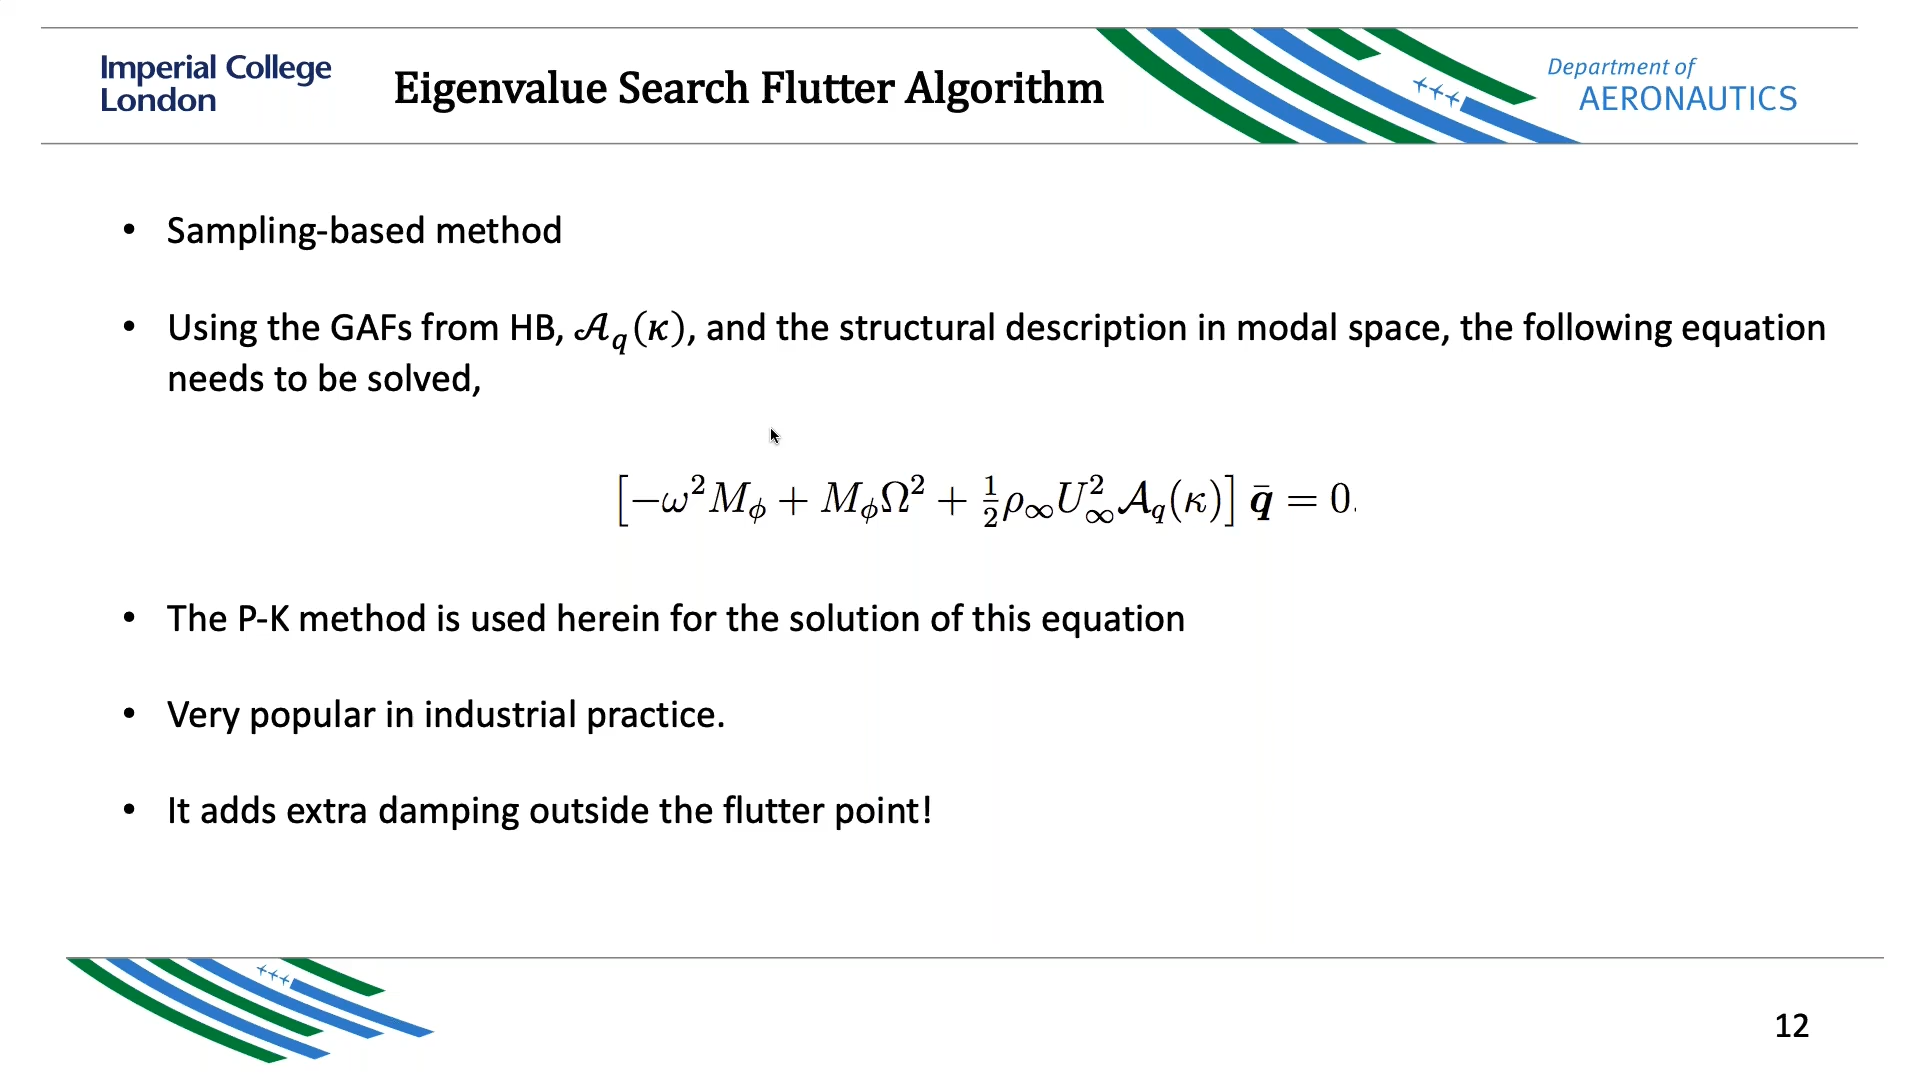 Imperial College
London
Eigenvalue Search Flutter Algorithm
Department of
AERONAUTICS
• Sampling-based method
• Using the GAFs from HB, 𝒜_q(κ), and the structural description in modal space, the following equation
needs to be solved,
[−ω²M_ϕ + M_ϕΩ² + ½ρ_∞U_∞²𝒜_q(κ)] q̄ = 0.
• The P-K method is used herein for the solution of this equation
• Very popular in industrial practice.
• It adds extra damping outside the flutter point!
12